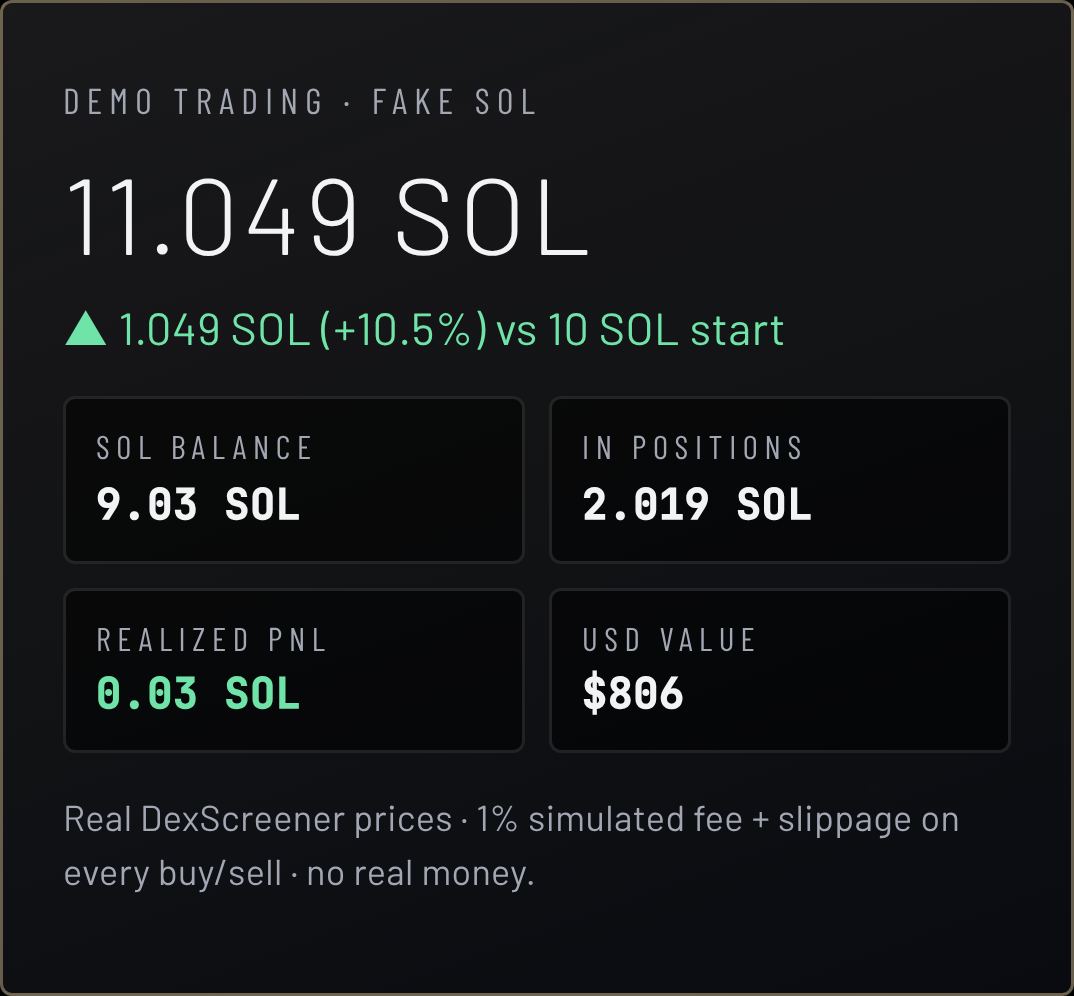 DEMO TRADING · FAKE SOL
11.049 SOL
▲ 1.049 SOL (+10.5%) vs 10 SOL start
SOL BALANCE
9.03 SOL
IN POSITIONS
2.019 SOL
REALIZED PNL
0.03 SOL
USD VALUE
$806
Real DexScreener prices · 1% simulated fee + slippage on
every buy/sell · no real money.